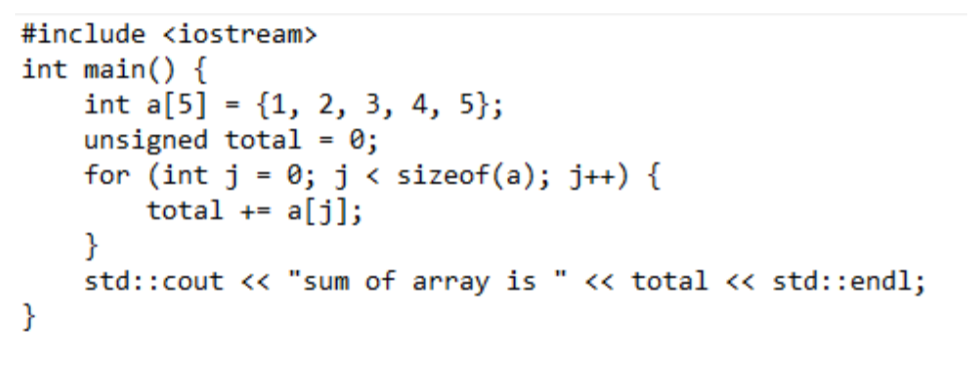 #include <iostream>
int main() {
    int a[5] = {1, 2, 3, 4, 5};
    unsigned total = 0;
    for (int j = 0; j < sizeof(a); j++) {
        total += a[j];
    }
    std::cout << "sum of array is " << total << std::endl;
}